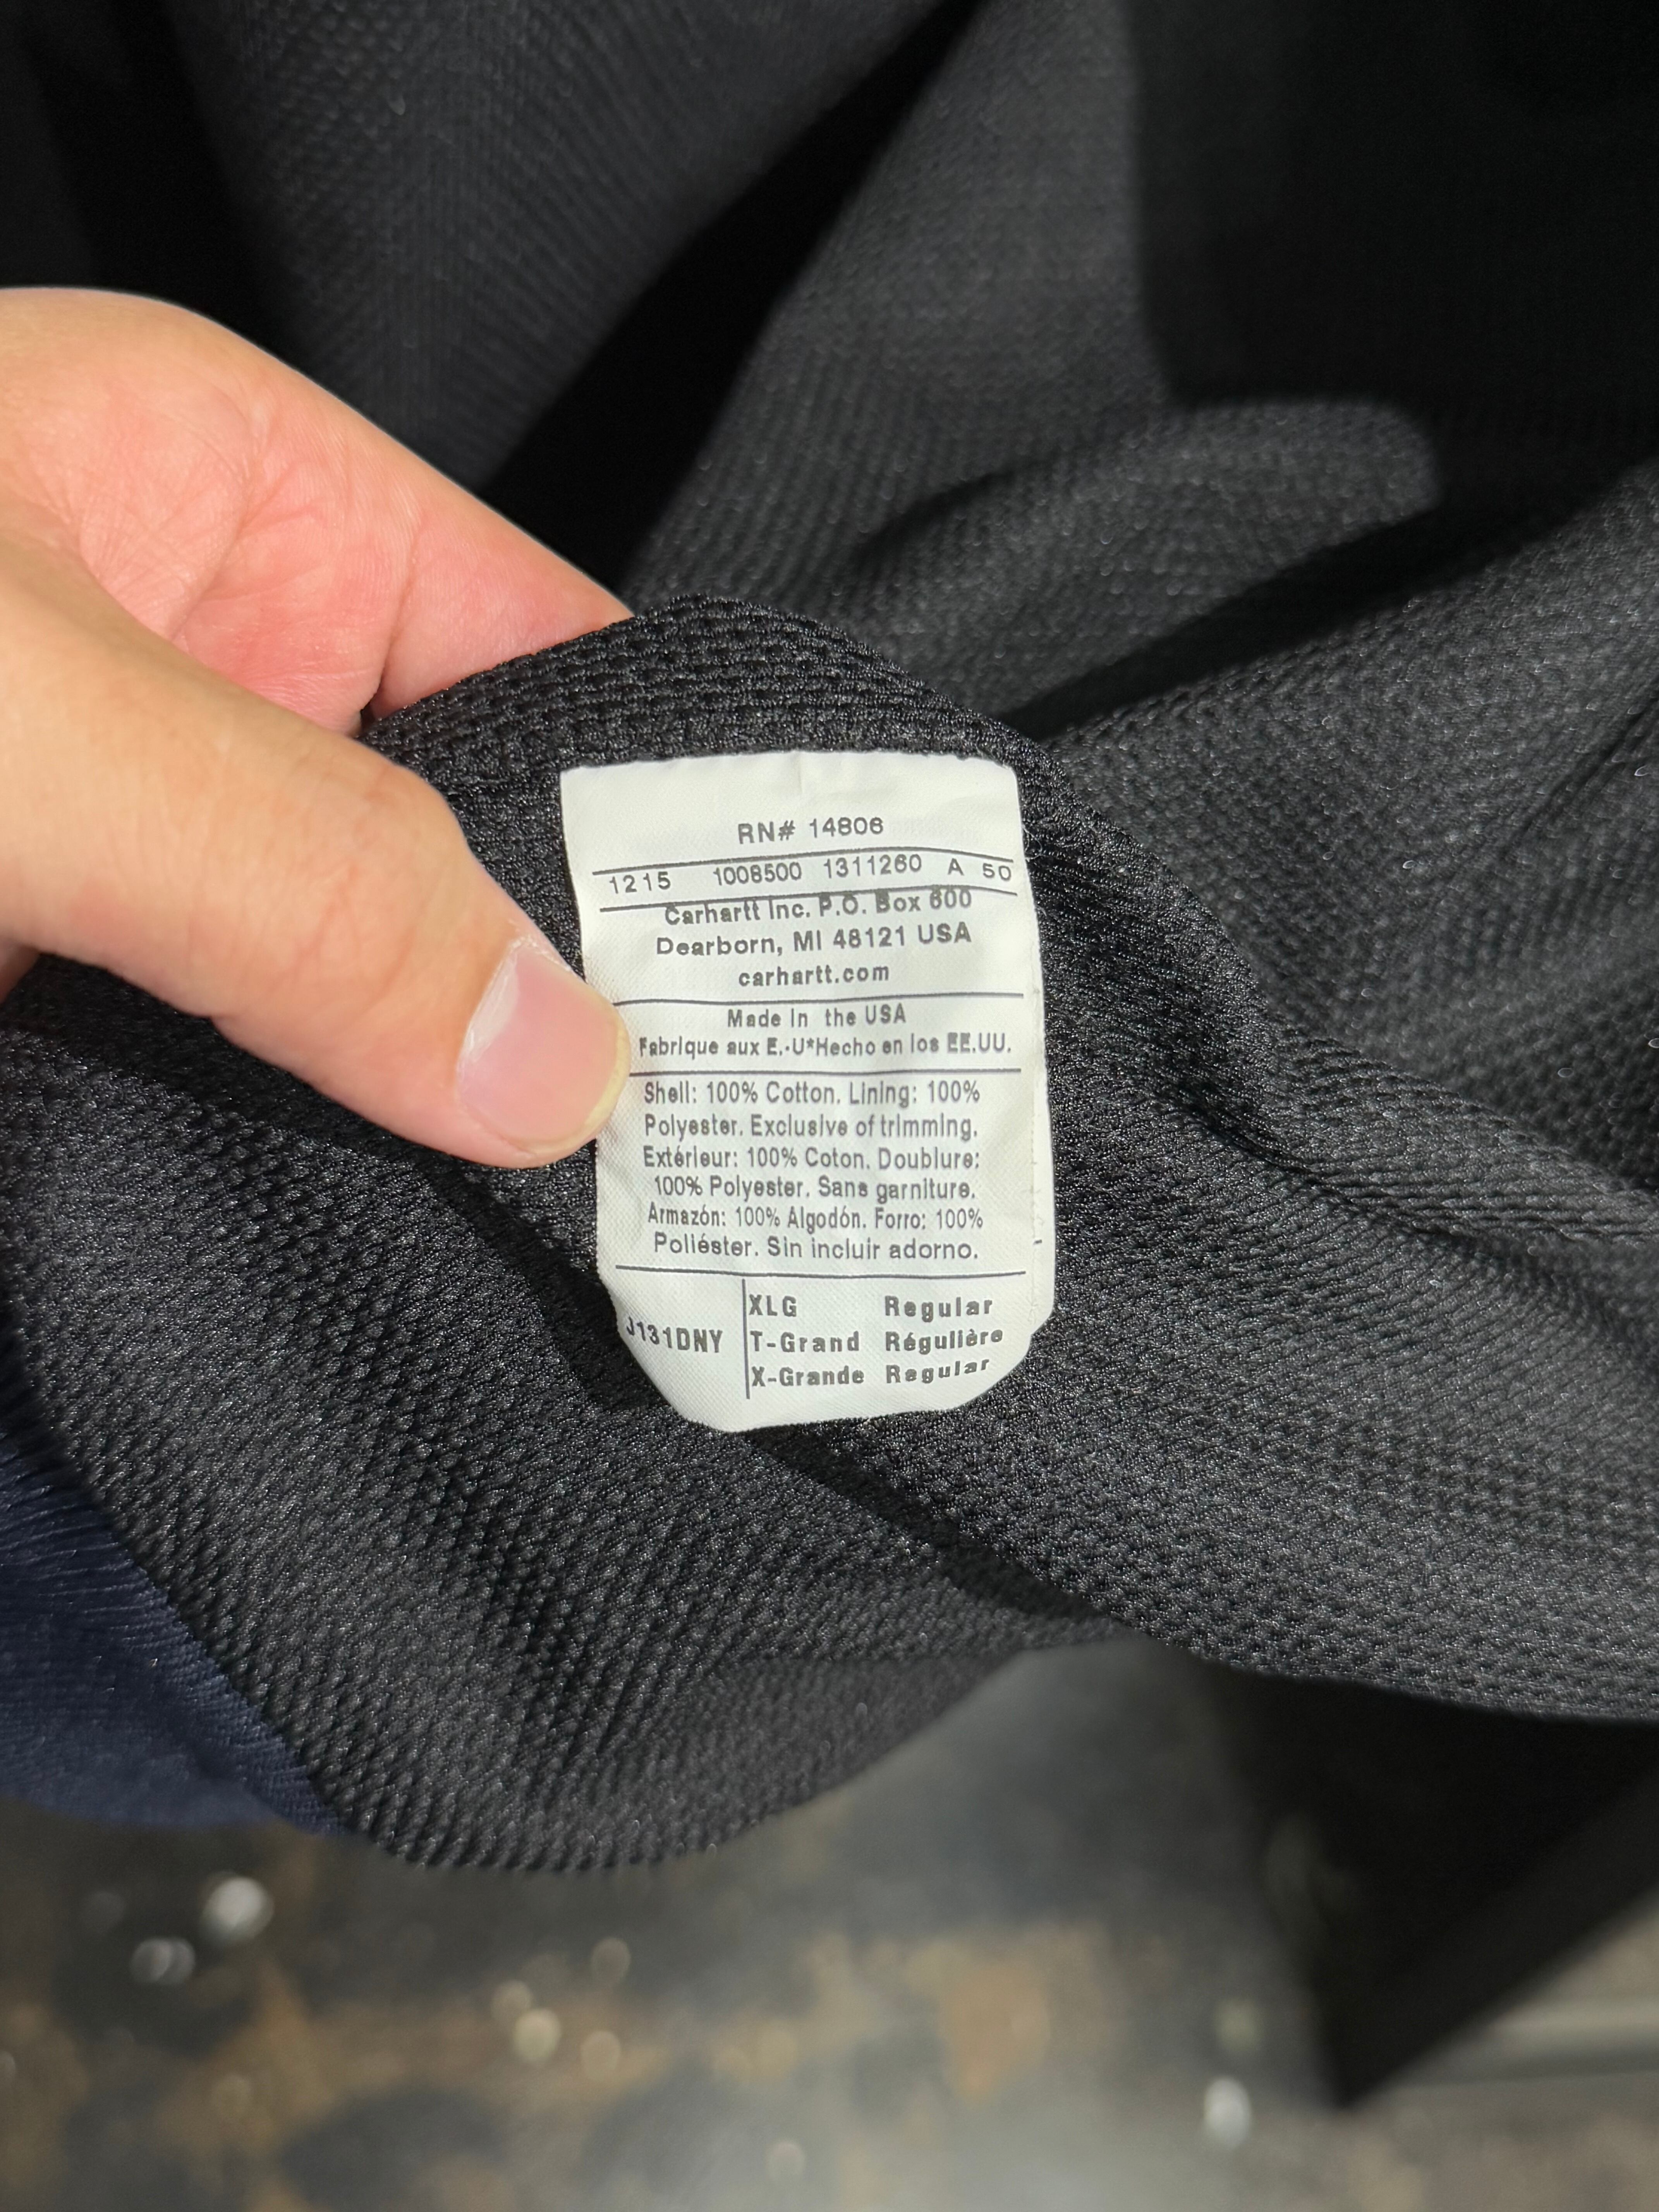 RN# 14806
1215 1008500 1311260 A 50
Carhartt Inc. P.O. Box 600
Dearborn, MI 48121 USA
carhartt.com
Made in the USA
Fabrique aux E.-U*Hecho en los EE.UU.
Shell: 100% Cotton. Lining: 100%
Polyester. Exclusive of trimming.
Extérieur: 100% Coton. Doublure:
100% Polyester. Sans garniture.
Armazón: 100% Algodón. Forro: 100%
Poliéster. Sin incluir adorno.
J131DNY
XLG Regular
T-Grand Régulière
X-Grande Regular